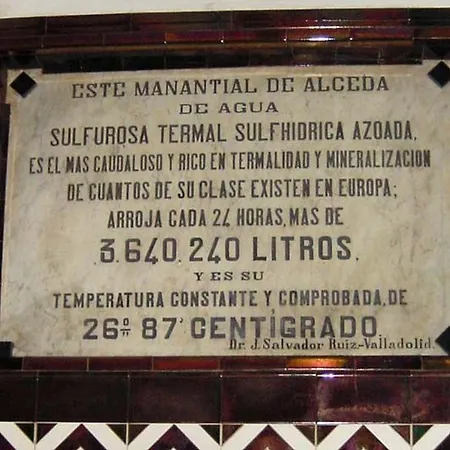 ESTE MANANTIAL DE ALCEDA
DE AGUA
SULFUROSA TERMAL SULFHIDRICA AZOADA,
ES EL MAS CAUDALOSO Y RICO EN TERMALIDAD Y MINERALIZACION
DE CUANTOS DE SU CLASE EXISTEN EN EUROPA;
ARROJA CADA 24 HORAS, MAS DE
3.640.240 LITROS.
Y ES SU
TEMPERATURA CONSTANTE Y COMPROBADA, DE
26º 87' CENTÍGRADO.
Dr. J. Salvador Ruiz.-Valladolid.